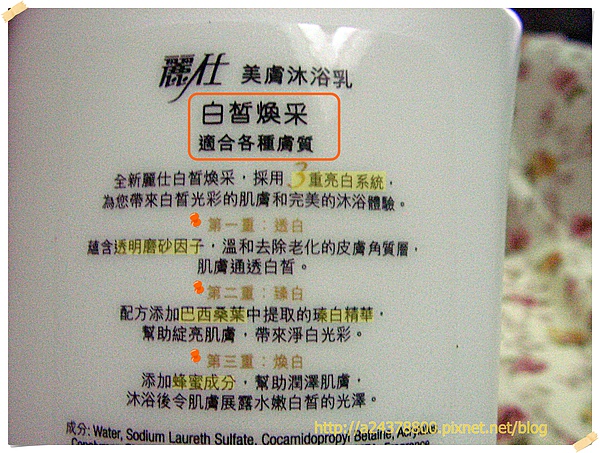 麗仕 美膚沐浴乳
白皙煥采
適合各種膚質
全新麗仕白皙煥采，採用 3重亮白系統，
為您帶來白皙光彩的肌膚和完美的沐浴體驗。
第一重：透白
蘊含透明磨砂因子，溫和去除老化的皮膚角質層，
肌膚通透白皙。
第二重：臻白
配方添加巴西桑葉中提取的臻白精華，
幫助綻亮肌膚，帶來淨白光彩。
第三重：煥白
添加蜂蜜成分，幫助潤澤肌膚，
沐浴後令肌膚展露水嫩白皙的光澤。
成分: Water, Sodium Laureth Sulfate, Cocamidopropyl Betaine,
http://a24378800.pixnet.net/blog